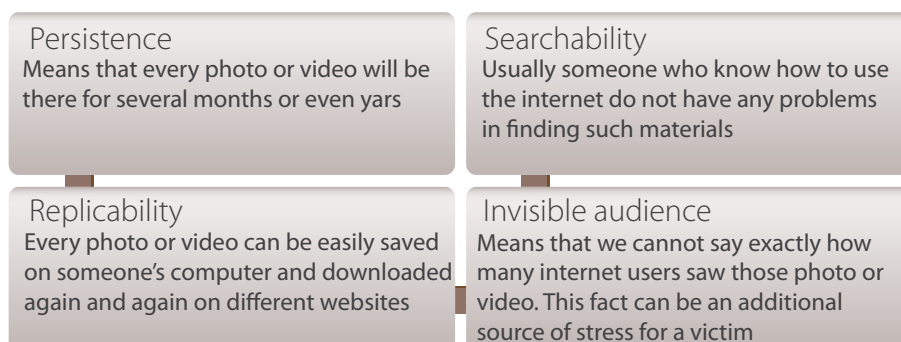 Persistence
Means that every photo or video will be
there for several months or even yars
Searchability
Usually someone who know how to use
the internet do not have any problems
in finding such materials
Replicability
Every photo or video can be easily saved
on someone’s computer and downloaded
again and again on different websites
Invisible audience
Means that we cannot say exactly how
many internet users saw those photo or
video. This fact can be an additional
source of stress for a victim